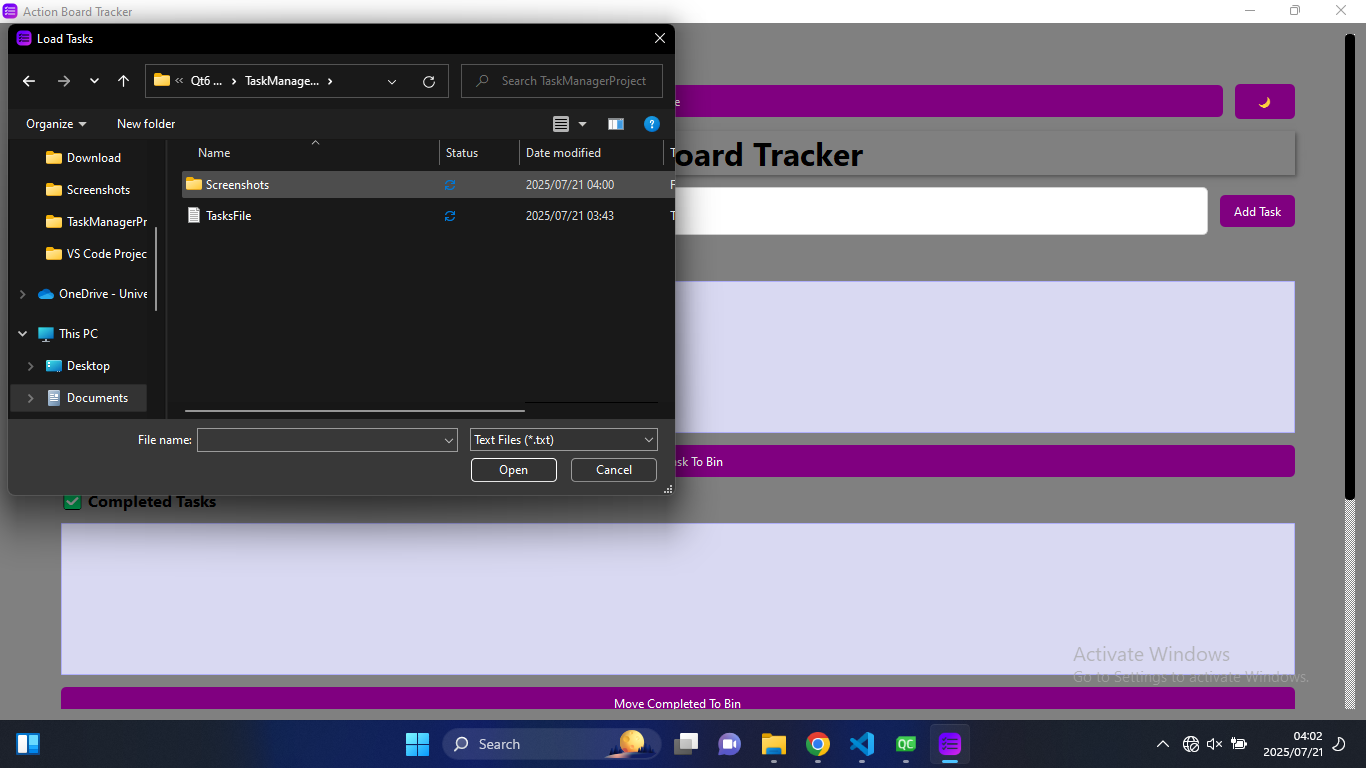 Action Board Tracker
Load Tasks
Qt6 ... TaskManage...
Search TaskManagerProject
Organize
New folder
Name
Status
Date modified
Download
Screenshots
TaskManagerPr
VS Code Projec
OneDrive - Unive
This PC
Desktop
Documents
Screenshots 2025/07/21 04:00
TasksFile 2025/07/21 03:43
File name:
Text Files (*.txt)
Open
Cancel
oard Tracker
Add Task
sk To Bin
Completed Tasks
Move Completed To Bin
Activate Windows
Go to Settings to activate Windows.
Search
QC
04:02
2025/07/21